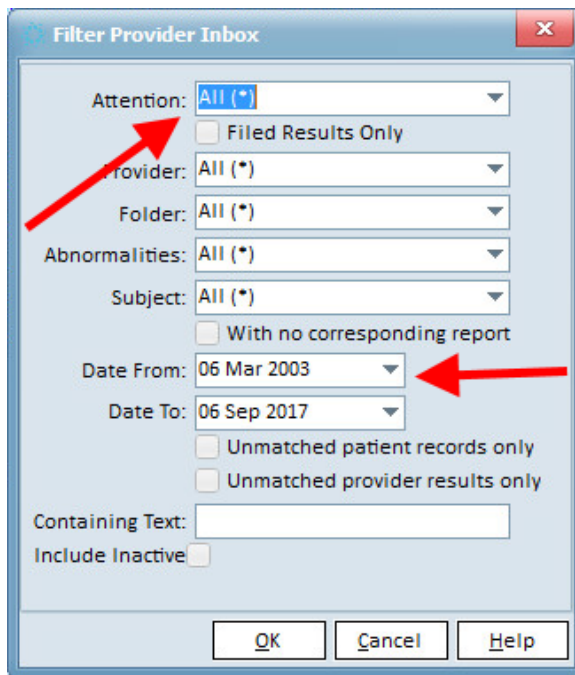 Filter Provider Inbox
Attention: All (*)
Filed Results Only
Provider: All (*)
Folder: All (*)
Abnormalities: All (*)
Subject: All (*)
With no corresponding report
Date From: 06 Mar 2003
Date To: 06 Sep 2017
Unmatched patient records only
Unmatched provider results only
Containing Text:
Include Inactive
OK Cancel Help